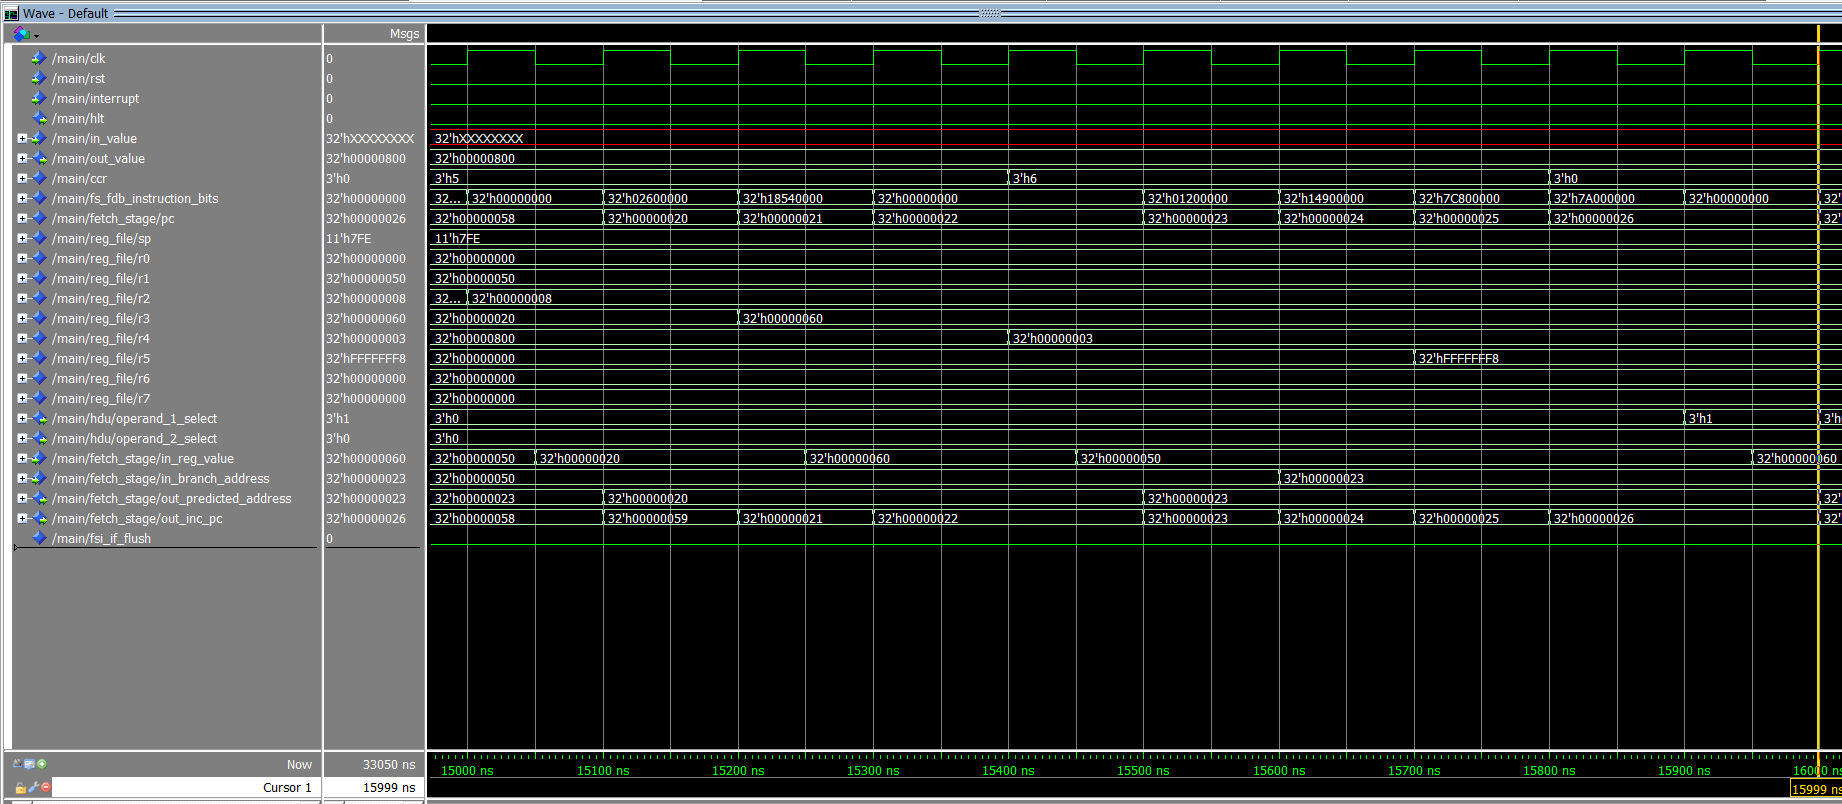 Wave - Default
Msgs
/main/clk 0
/main/rst 0
/main/interrupt 0
/main/hlt 0
/main/in_value 32'hXXXXXXXX 32'hXXXXXXXX
/main/out_value 32'h00000800 32'h00000800
/main/ccr 3'h0 3'h5 3'h6 3'h0
/main/fs_fdb_instruction_bits 32'h00000000 32... 32'h00000000 32'h02600000 32'h18540000 32'h00000000 32'h01200000 32'h14900000 32'h7C800000 32'h7A000000 32'h00000000 32'
/main/fetch_stage/pc 32'h00000026 32'h00000058 32'h00000020 32'h00000021 32'h00000022 32'h00000023 32'h00000024 32'h00000025 32'h00000026 32'
/main/reg_file/sp 11'h7FE 11'h7FE
/main/reg_file/r0 32'h00000000 32'h00000000
/main/reg_file/r1 32'h00000050 32'h00000050
/main/reg_file/r2 32'h00000008 32... 32'h00000008
/main/reg_file/r3 32'h00000060 32'h00000020 32'h00000060
/main/reg_file/r4 32'h00000003 32'h00000800 32'h00000003
/main/reg_file/r5 32'hFFFFFFF8 32'h00000000 32'hFFFFFFF8
/main/reg_file/r6 32'h00000000 32'h00000000
/main/reg_file/r7 32'h00000000 32'h00000000
/main/hdu/operand_1_select 3'h1 3'h0 3'h1 3'h
/main/hdu/operand_2_select 3'h0 3'h0
/main/fetch_stage/in_reg_value 32'h00000060 32'h00000050 32'h00000020 32'h00000060 32'h00000050 32'h00000060
/main/fetch_stage/in_branch_address 32'h00000023 32'h00000050 32'h00000023
/main/fetch_stage/out_predicted_address 32'h00000023 32'h00000023 32'h00000020 32'h00000023 32'
/main/fetch_stage/out_inc_pc 32'h00000026 32'h00000058 32'h00000059 32'h00000021 32'h00000022 32'h00000023 32'h00000024 32'h00000025 32'h00000026 32'
/main/fsi_if_flush 0
Now 33050 ns 15000 ns 15100 ns 15200 ns 15300 ns 15400 ns 15500 ns 15600 ns 15700 ns 15800 ns 15900 ns 16000 ns
Cursor 1 15999 ns 15999 ns